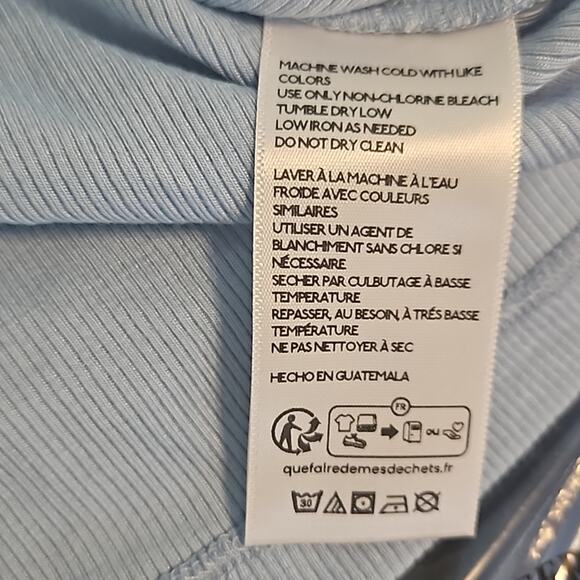 MACHINE WASH COLD WITH LIKE
COLORS
USE ONLY NON-CHLORINE BLEACH
TUMBLE DRY LOW
LOW IRON AS NEEDED
DO NOT DRY CLEAN
LAVER À LA MACHINE À L'EAU
FROIDE AVEC COULEURS
SIMILAIRES
UTILISER UN AGENT DE
BLANCHIMENT SANS CHLORE SI
NÉCESSAIRE
SECHER PAR CULBUTAGE À BASSE
TEMPERATURE
REPASSER, AU BESOIN, À TRÉS BASSE
TEMPÉRATURE
NE PAS NETTOYER À SEC
HECHO EN GUATEMALA
FR
OU
quefairedemesdechets.fr
30